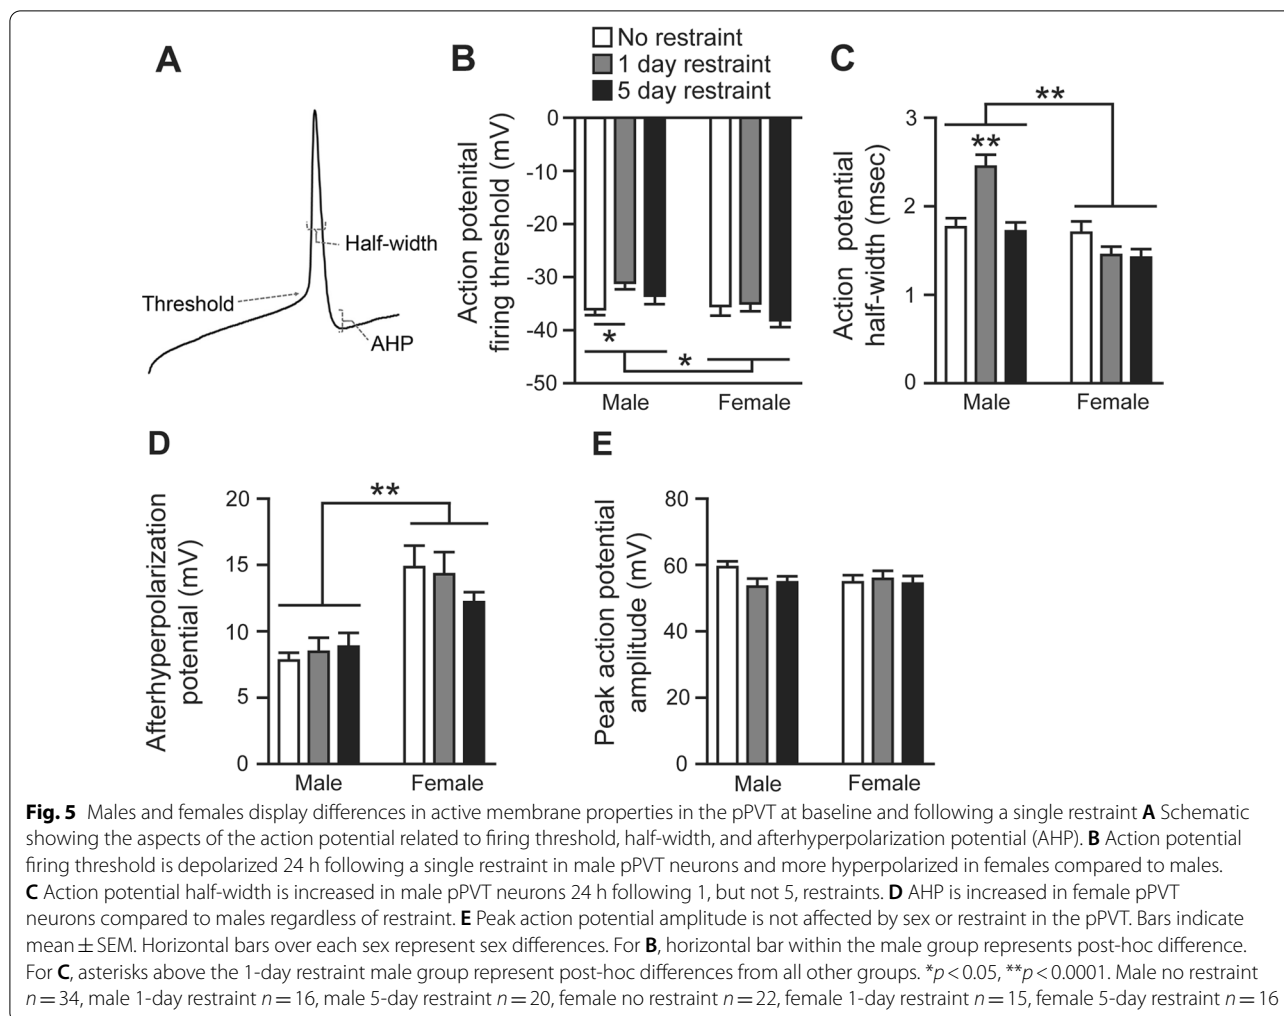 A
Threshold
Half-width
AHP
B
No restraint
1 day restraint
5 day restraint
Action potenital
firing threshold (mV)
0
-10
-20
-30
-40
-50
*
*
Male
Female
C
Action potential
half-width (msec)
3
2
1
0
**
**
Male
Female
D
Afterhyperpolarization
potential (mV)
20
15
10
5
0
**
Male
Female
E
Peak action potential
amplitude (mV)
80
60
40
20
0
Male
Female
Fig. 5 Males and females display differences in active membrane properties in the pPVT at baseline and following a single restraint A Schematic
showing the aspects of the action potential related to firing threshold, half-width, and afterhyperpolarization potential (AHP). B Action potential
firing threshold is depolarized 24 h following a single restraint in male pPVT neurons and more hyperpolarized in females compared to males.
C Action potential half-width is increased in male pPVT neurons 24 h following 1, but not 5, restraints. D AHP is increased in female pPVT
neurons compared to males regardless of restraint. E Peak action potential amplitude is not affected by sex or restraint in the pPVT. Bars indicate
mean ± SEM. Horizontal bars over each sex represent sex differences. For B, horizontal bar within the male group represents post-hoc difference.
For C, asterisks above the 1-day restraint male group represent post-hoc differences from all other groups. *p < 0.05, **p < 0.0001. Male no restraint
n = 34, male 1-day restraint n = 16, male 5-day restraint n = 20, female no restraint n = 22, female 1-day restraint n = 15, female 5-day restraint n = 16